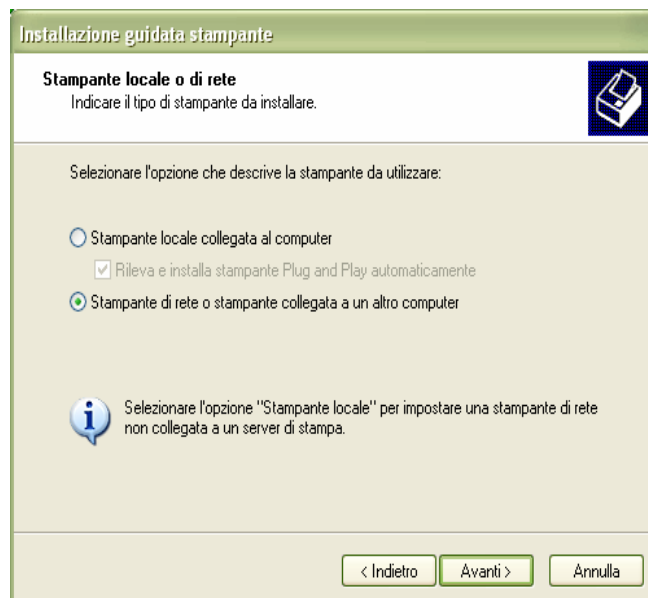 Installazione guidata stampante
Stampante locale o di rete
Indicare il tipo di stampante da installare.
Selezionare l'opzione che descrive la stampante da utilizzare:
Stampante locale collegata al computer
Rileva e installa stampante Plug and Play automaticamente
Stampante di rete o stampante collegata a un altro computer
Selezionare l'opzione "Stampante locale" per impostare una stampante di rete
non collegata a un server di stampa.
< Indietro Avanti > Annulla